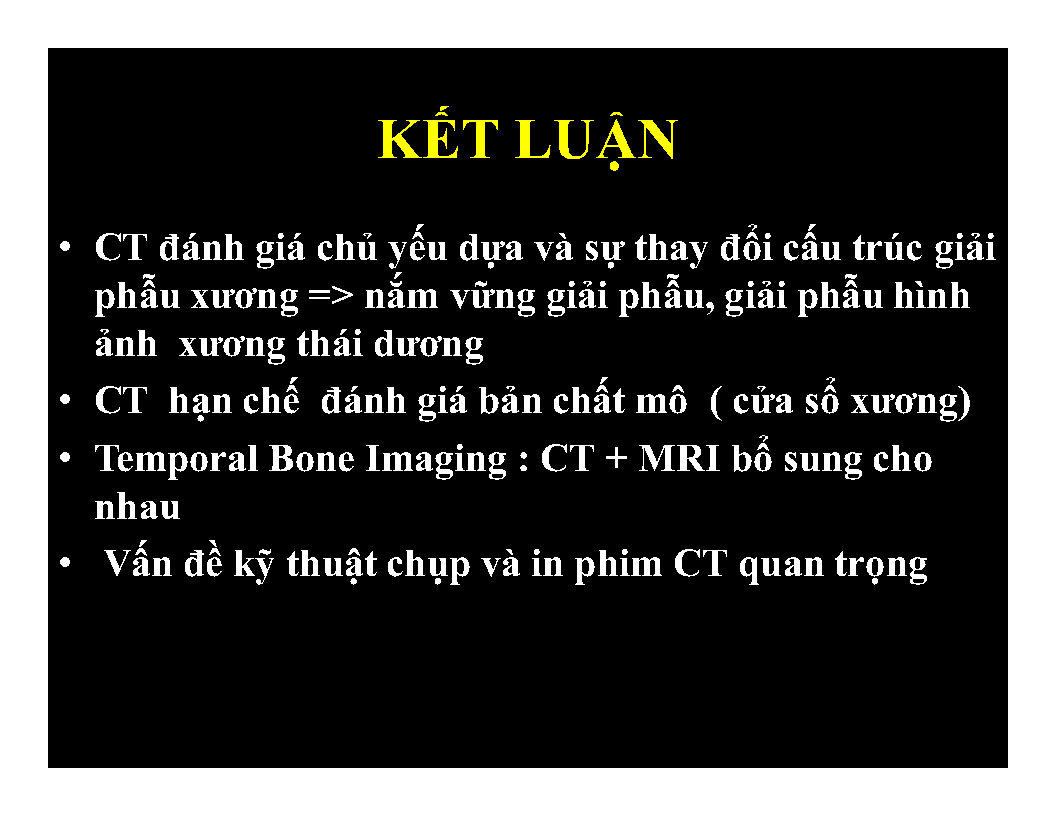 KẾT LUẬN
• CT đánh giá chủ yếu dựa và sự thay đổi cấu trúc giải
phẫu xương => nắm vững giải phẫu, giải phẫu hình
ảnh xương thái dương
• CT hạn chế đánh giá bản chất mô ( cửa sổ xương)
• Temporal Bone Imaging : CT + MRI bổ sung cho
nhau
• Vấn đề kỹ thuật chụp và in phim CT quan trọng